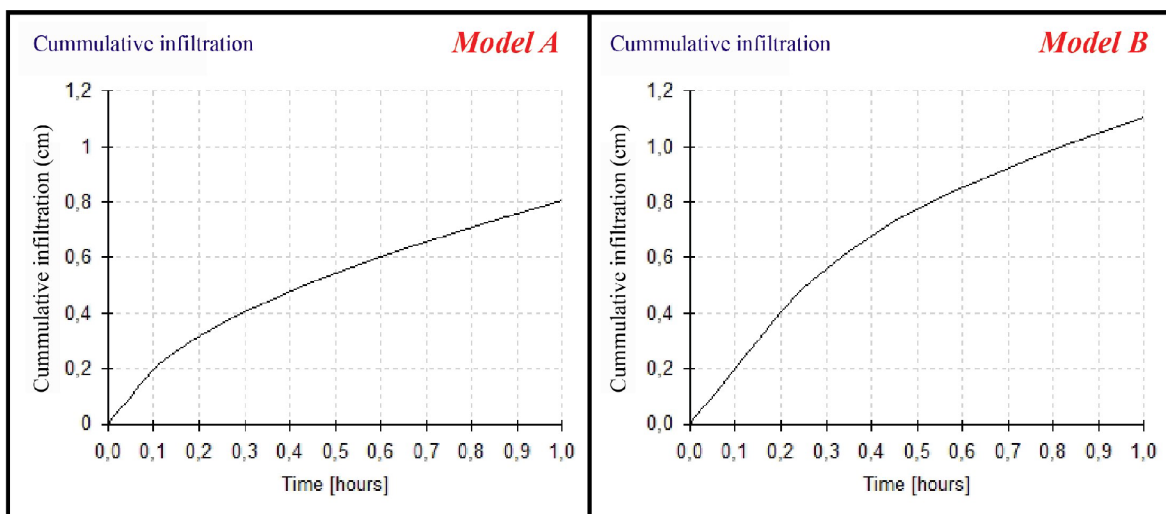 Cummulative infiltration
Model A
Cummulative infiltration (cm)
1,2
1
0,8
0,6
0,4
0,2
0
0,0 0,1 0,2 0,3 0,4 0,5 0,6 0,7 0,8 0,9 1,0
Time [hours]
Cummulative infiltration
Model B
Cummulative infiltration (cm)
1,2
1,0
0,8
0,6
0,4
0,2
0,0
0,0 0,1 0,2 0,3 0,4 0,5 0,6 0,7 0,8 0,9 1,0
Time [hours]